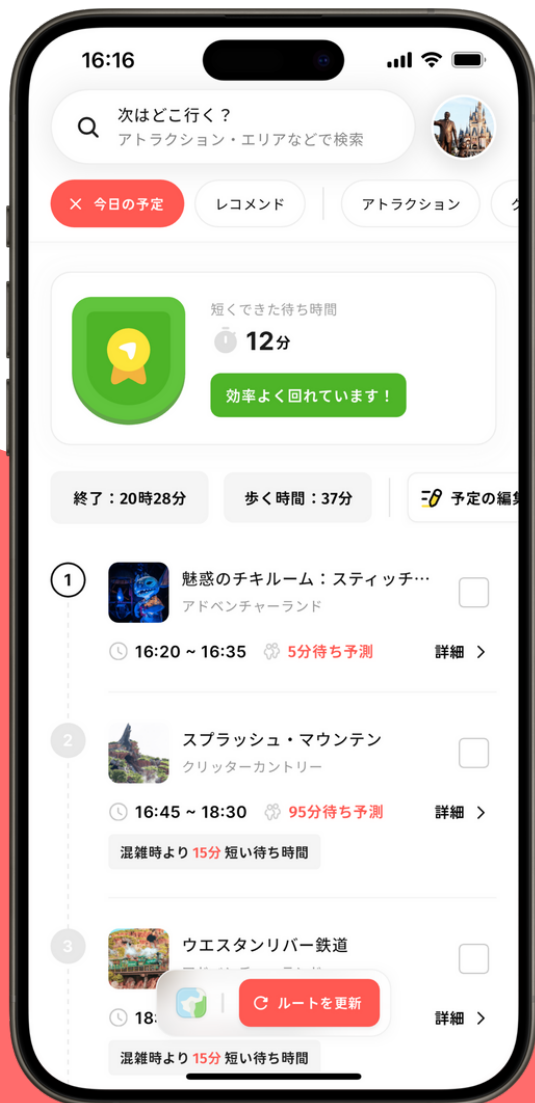 16:16
次はどこ行く？
アトラクション・エリアなどで検索
今日の予定
レコメンド
アトラクション
短くできた待ち時間
12分
効率よく回れています！
終了：20時28分
歩く時間：37分
予定の編集
1
魅惑のチキルーム：スティッチ…
アドベンチャーランド
16:20 ~ 16:35
5分待ち予測
詳細
2
スプラッシュ・マウンテン
クリッターカントリー
16:45 ~ 18:30
95分待ち予測
詳細
混雑時より 15分 短い待ち時間
3
ウエスタンリバー鉄道
18:
ルートを更新
詳細
混雑時より 15分 短い待ち時間